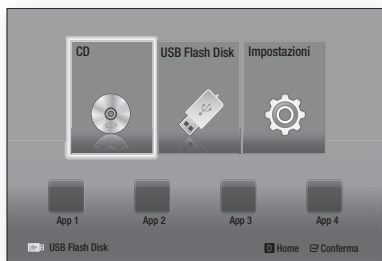 CD USB Flash Disk Impostazioni
App 1 App 2 App 3 App 4
USB Flash Disk D Home Conferma